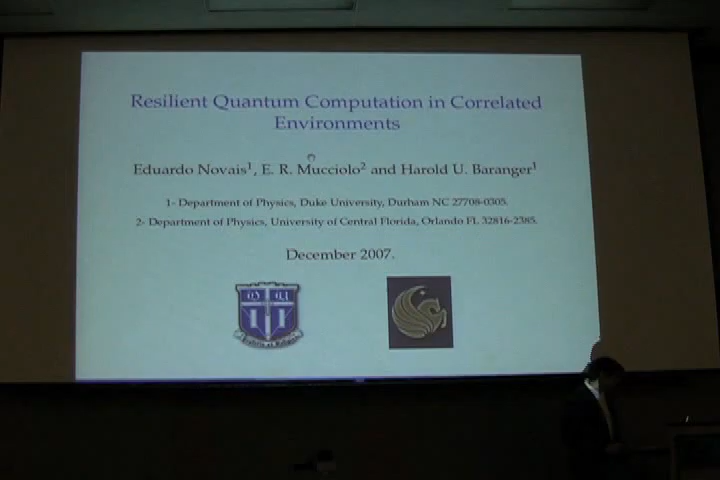 Resilient Quantum Computation in Correlated
Environments
Eduardo Novais¹, E. R. Mucciolo² and Harold U. Baranger¹
1- Department of Physics, Duke University, Durham NC 27708-0305.
2- Department of Physics, University of Central Florida, Orlando FL 32816-2385.
December 2007.